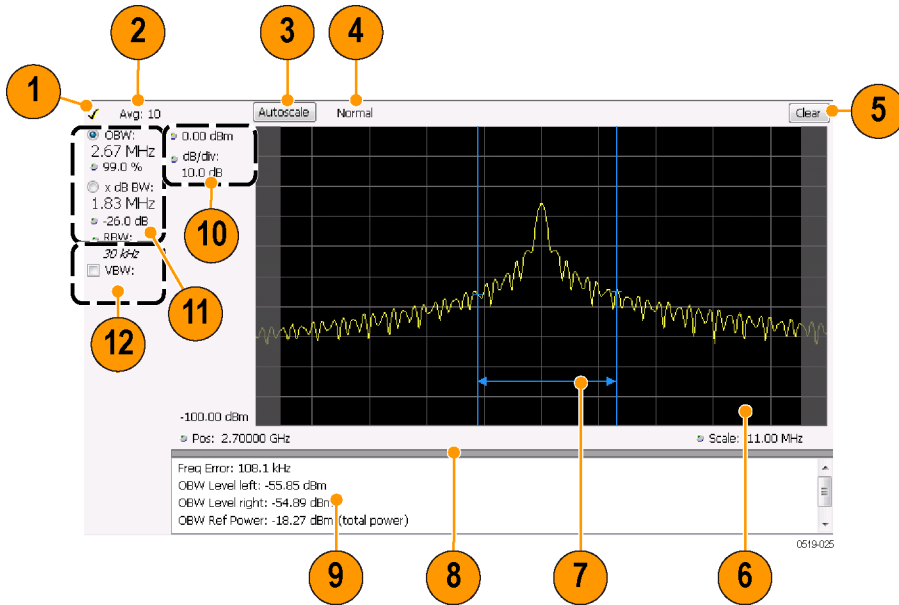 2
3
4
1
Avg: 10
Autoscale
Normal
Clear
5
OBW:
2.67 MHz
99.0 %
x dB BW:
1.83 MHz
-26.0 dB
RBW:
30 kHz
VBW:
0.00 dBm
dB/div:
10.0 dB
10
11
12
-100.00 dBm
Pos: 2.70000 GHz
Scale: 11.00 MHz
Freq Error: 108.1 kHz
OBW Level left: -55.85 dBm
OBW Level right: -54.89 dBm
OBW Ref Power: -18.27 dBm (total power)
0519-025
9
8
7
6